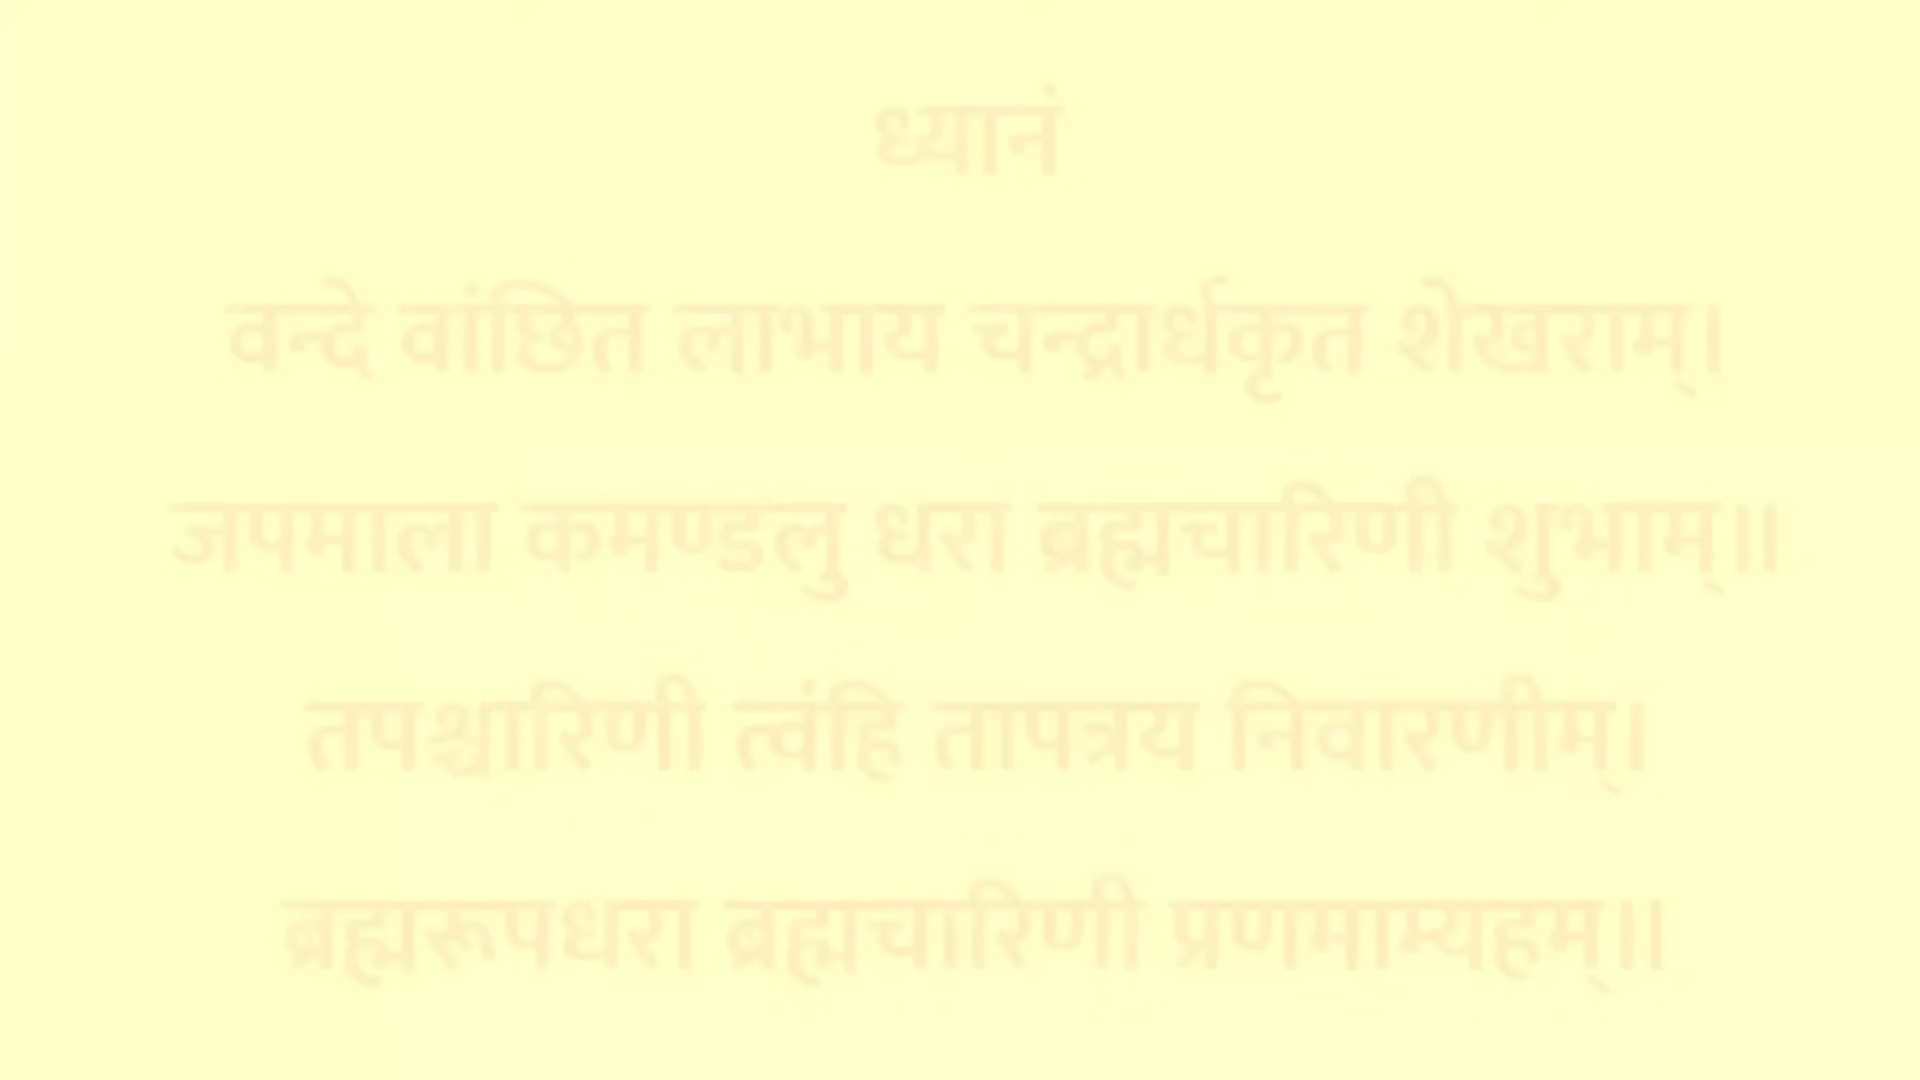 ध्यानं
वन्दे वांछित लाभाय चन्द्रार्धकृत शेखराम्।
जपमाला कमण्डलु धरा ब्रह्मचारिणी शुभाम्।।
तपश्चारिणी त्वंहि तापत्रय निवारणीम्।
ब्रह्मरूपधरा ब्रह्मचारिणी प्रणमाम्यहम्।।